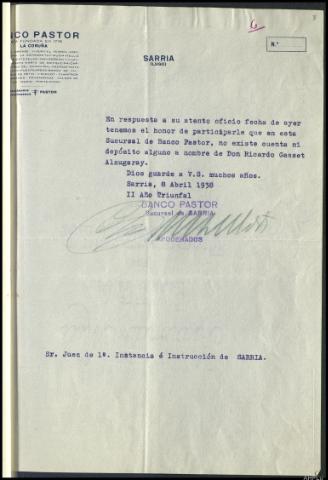 6
NCO PASTOR
LA CORUÑA
SARRIA
(LUGO)
N.º
PASTOR
En respuesta a su atento oficio fecha de ayer
tenemos el honor de participarle que en esta
Sucursal de Banco Pastor, no existe cuenta ni
depósito alguno a nombre de Don Ricardo Gasset
Alzugaray.
Dios guarde a V.S. muchos años.
Sarria, 8 Abril 1938
II Año Triunfal
BANCO PASTOR
Sucursal de SARRIA
APODERADOS
Sr. Juez de 1ª. Instancia é Instrucción de SARRIA.